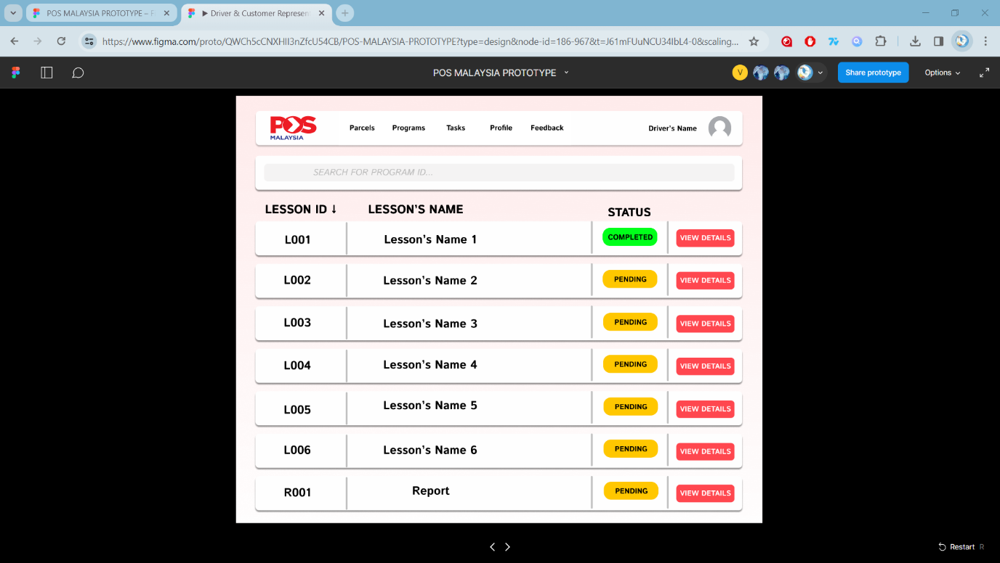 POS MALAYSIA PROTOTYPE – F
Driver & Customer Represen
https://www.figma.com/proto/QWCh5cCNXHII3nZfcU54CB/POS-MALAYSIA-PROTOTYPE?type=design&node-id=186-967&t=J61mFUuNCU34IbL4-0&scaling...
POS MALAYSIA PROTOTYPE
V
Share prototype
Options
POS
MALAYSIA
Parcels Programs Tasks Profile Feedback Driver's Name
SEARCH FOR PROGRAM ID...
LESSON ID ↓ LESSON'S NAME STATUS
L001 Lesson's Name 1 COMPLETED VIEW DETAILS
L002 Lesson's Name 2 PENDING VIEW DETAILS
L003 Lesson's Name 3 PENDING VIEW DETAILS
L004 Lesson's Name 4 PENDING VIEW DETAILS
L005 Lesson's Name 5 PENDING VIEW DETAILS
L006 Lesson's Name 6 PENDING VIEW DETAILS
R001 Report PENDING VIEW DETAILS
Restart R